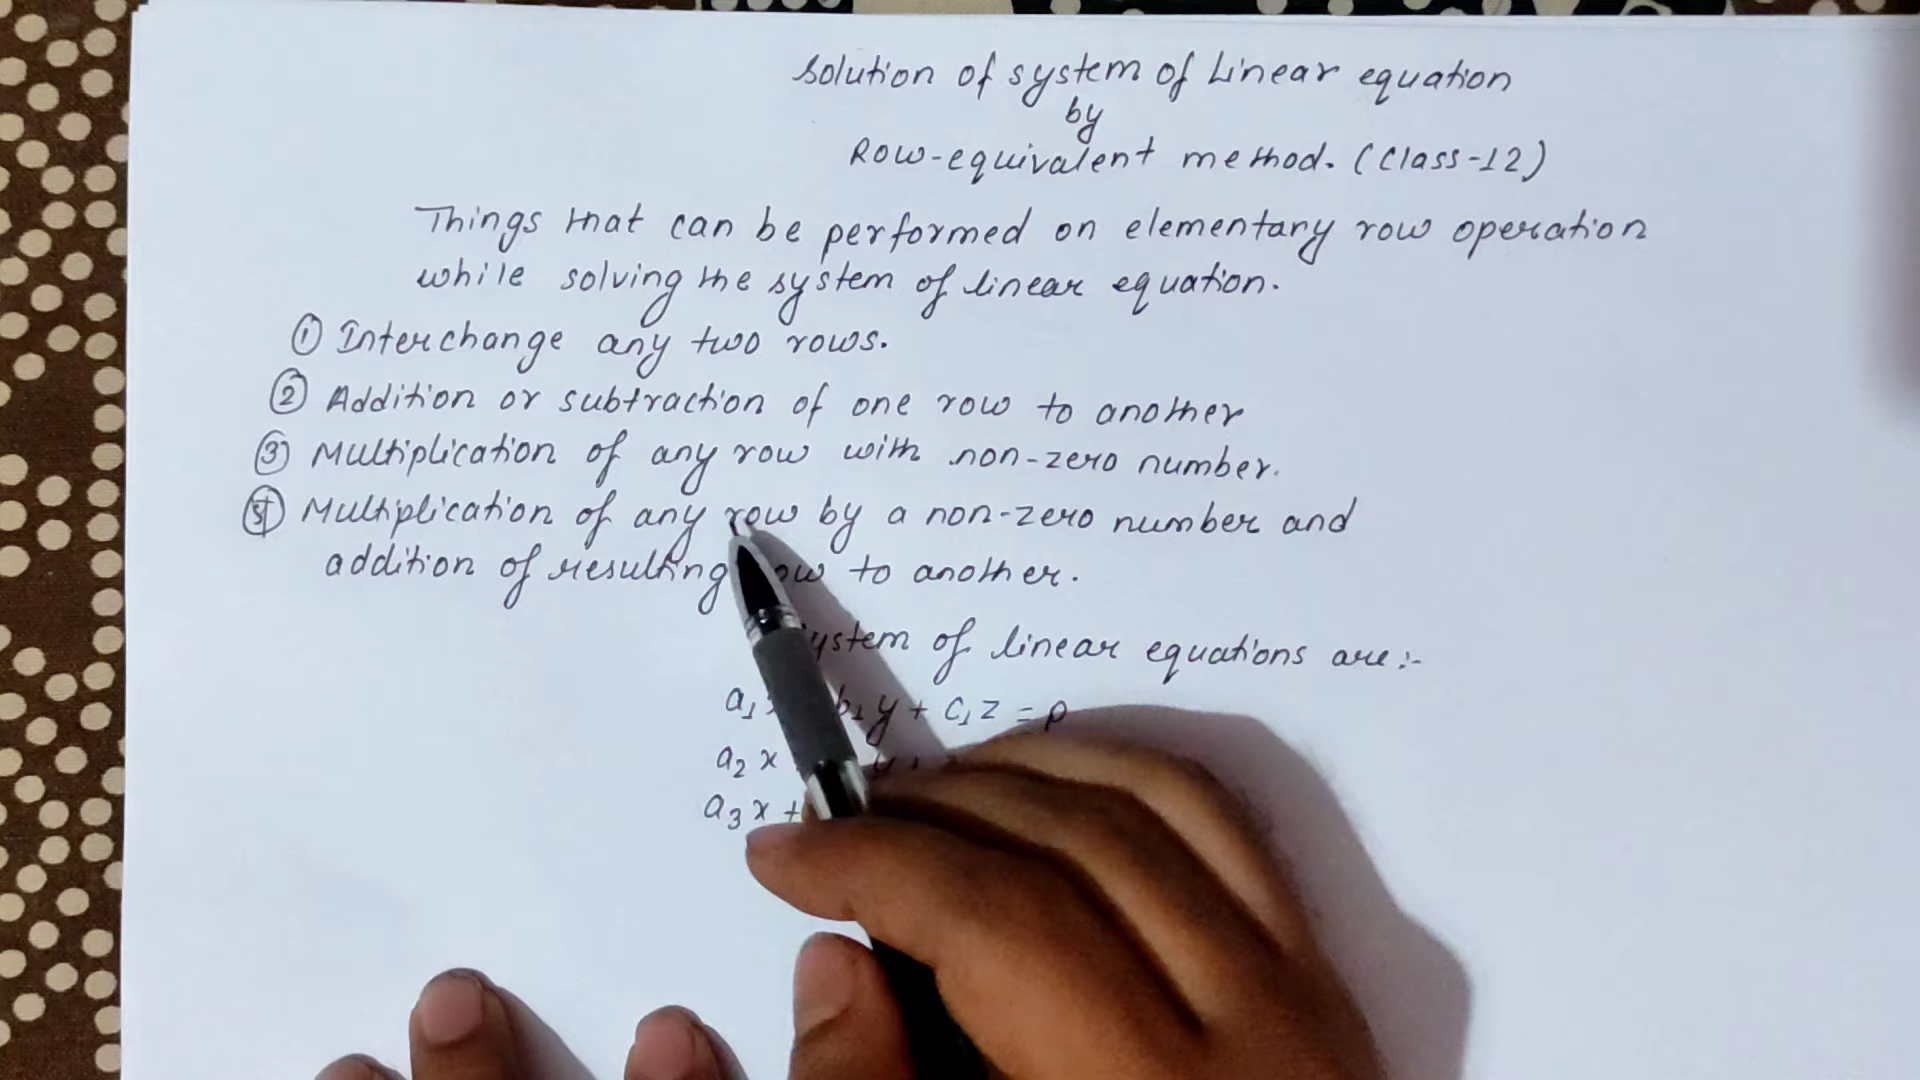 Solution of system of Linear equation
by
Row-equivalent method. (Class-12)
Things that can be performed on elementary row operation
while solving the system of linear equation.
① Interchange any two rows.
② Addition or subtraction of one row to another
③ Multiplication of any row with non-zero number.
Multiplication of any row by a non-zero number and
addition of resulting to another.
of linear equations are:-
a₁ y + c₁z = p
a₂x
a₃x +